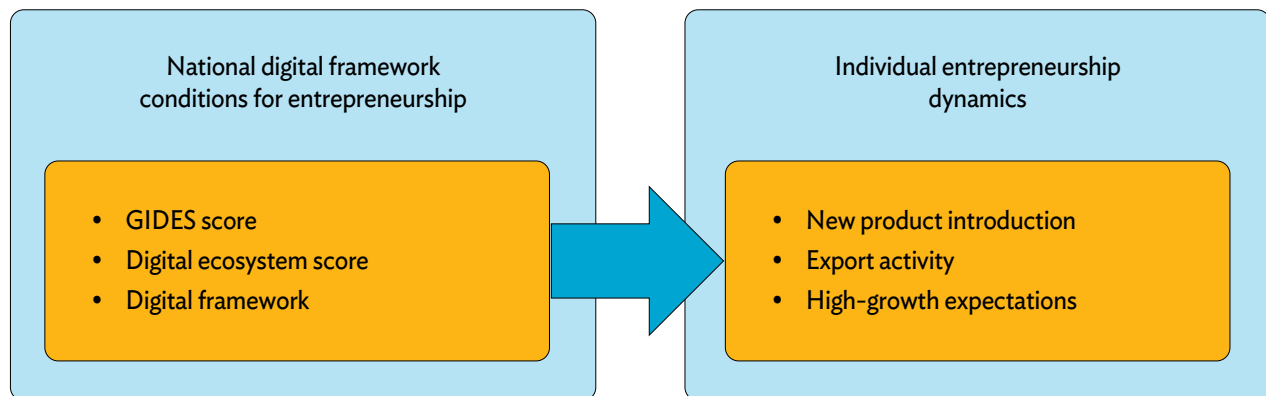 National digital framework
conditions for entrepreneurship
• GIDES score
• Digital ecosystem score
• Digital framework
Individual entrepreneurship
dynamics
• New product introduction
• Export activity
• High-growth expectations